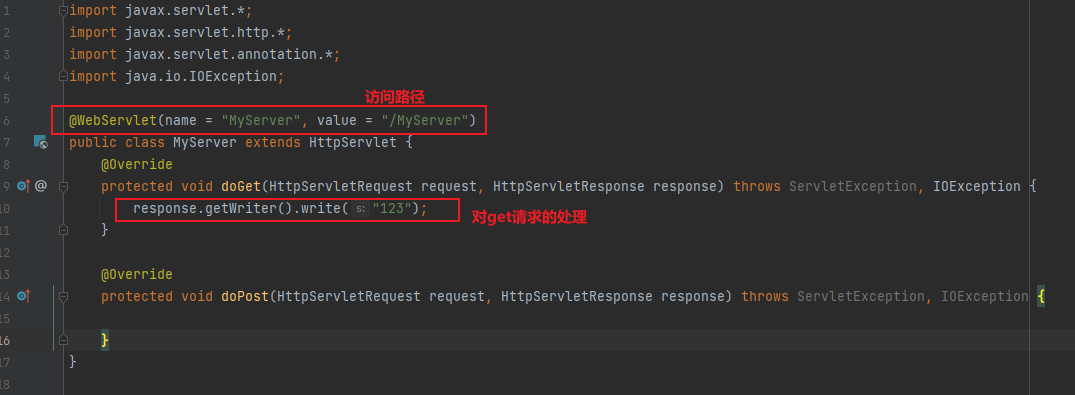 1 import javax.servlet.*;
2 import javax.servlet.http.*;
3 import javax.servlet.annotation.*;
4 import java.io.IOException;
5 访问路径
6 @WebServlet(name = "MyServer", value = "/MyServer")
7 public class MyServer extends HttpServlet {
8 @Override
9 @ protected void doGet(HttpServletRequest request, HttpServletResponse response) throws ServletException, IOException {
10 response.getWriter().write( s: "123"); 对get请求的处理
11 }
12
13 @Override
14 protected void doPost(HttpServletRequest request, HttpServletResponse response) throws ServletException, IOException {
15
16 }
17 }
18